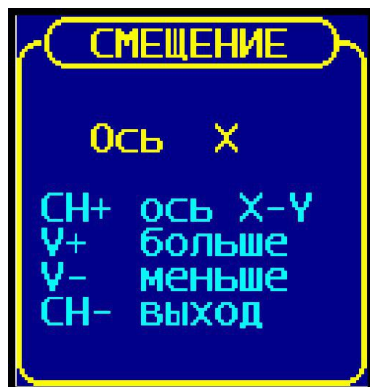 СМЕЩЕНИЕ
Ось X
CH+ ось X-Y
V+ больше
V- меньше
CH- выход